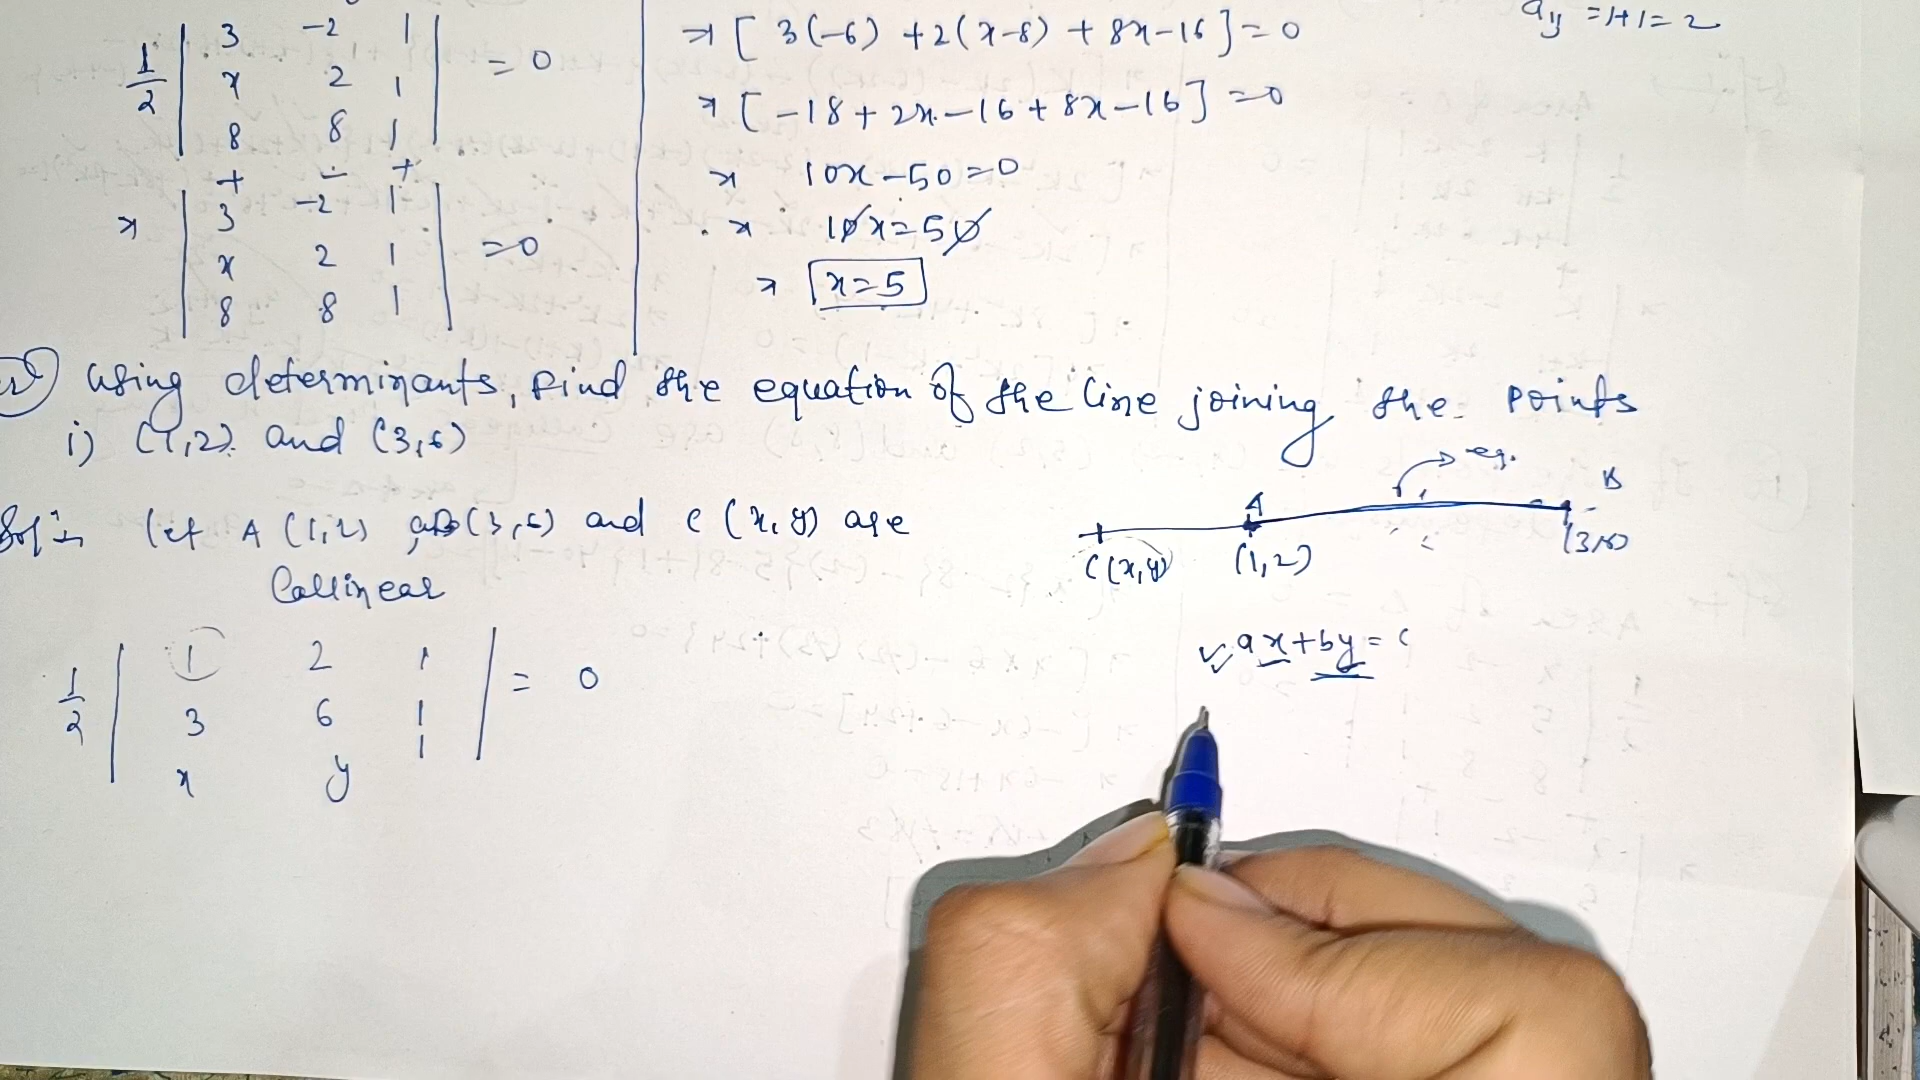 1/2 | 3 -2 1 |
| x 2 1 | = 0
| 8 8 1 |
+ - +
⇒ | 3 -2 1 |
| x 2 1 | = 0
| 8 8 1 |
⇒ [ 3(-6) + 2(x-8) + 8x-16 ] = 0
⇒ [ -18 + 2x - 16 + 8x - 16 ] = 0
⇒ 10x - 50 = 0
⇒ 10x = 50
⇒ x = 5
aij = 1+1 = 2
Using determinants, find the equation of the line joining the points
i) (1,2) and (3,6)
Sol:- let A (1,2) B(3,6) and C (x, y) are
Collinear
1/2 | 1 2 1 |
| 3 6 1 | = 0
| x y 1 |
eq.
A B
C(x,y) (1,2) (3,6)
ax + by = c